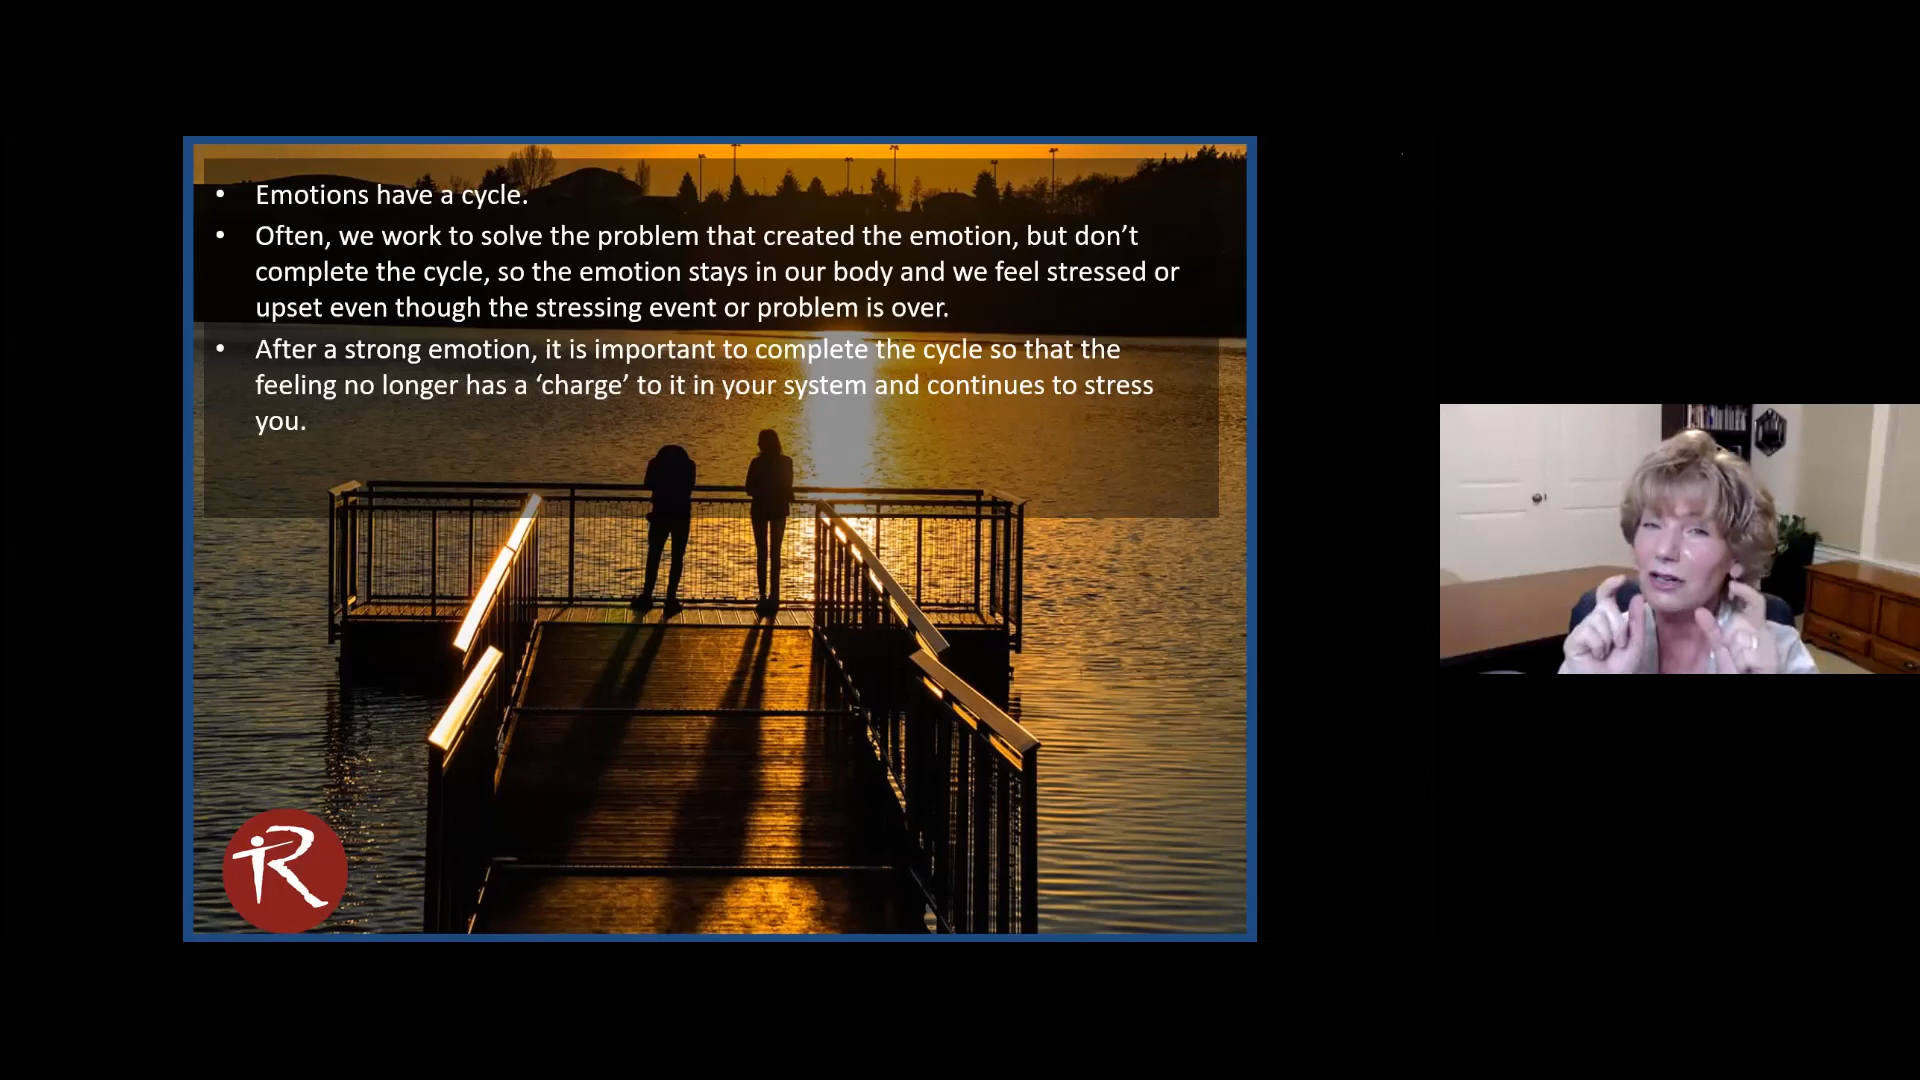 • Emotions have a cycle.
• Often, we work to solve the problem that created the emotion, but don’t
complete the cycle, so the emotion stays in our body and we feel stressed or
upset even though the stressing event or problem is over.
• After a strong emotion, it is important to complete the cycle so that the
feeling no longer has a ‘charge’ to it in your system and continues to stress
you.
R